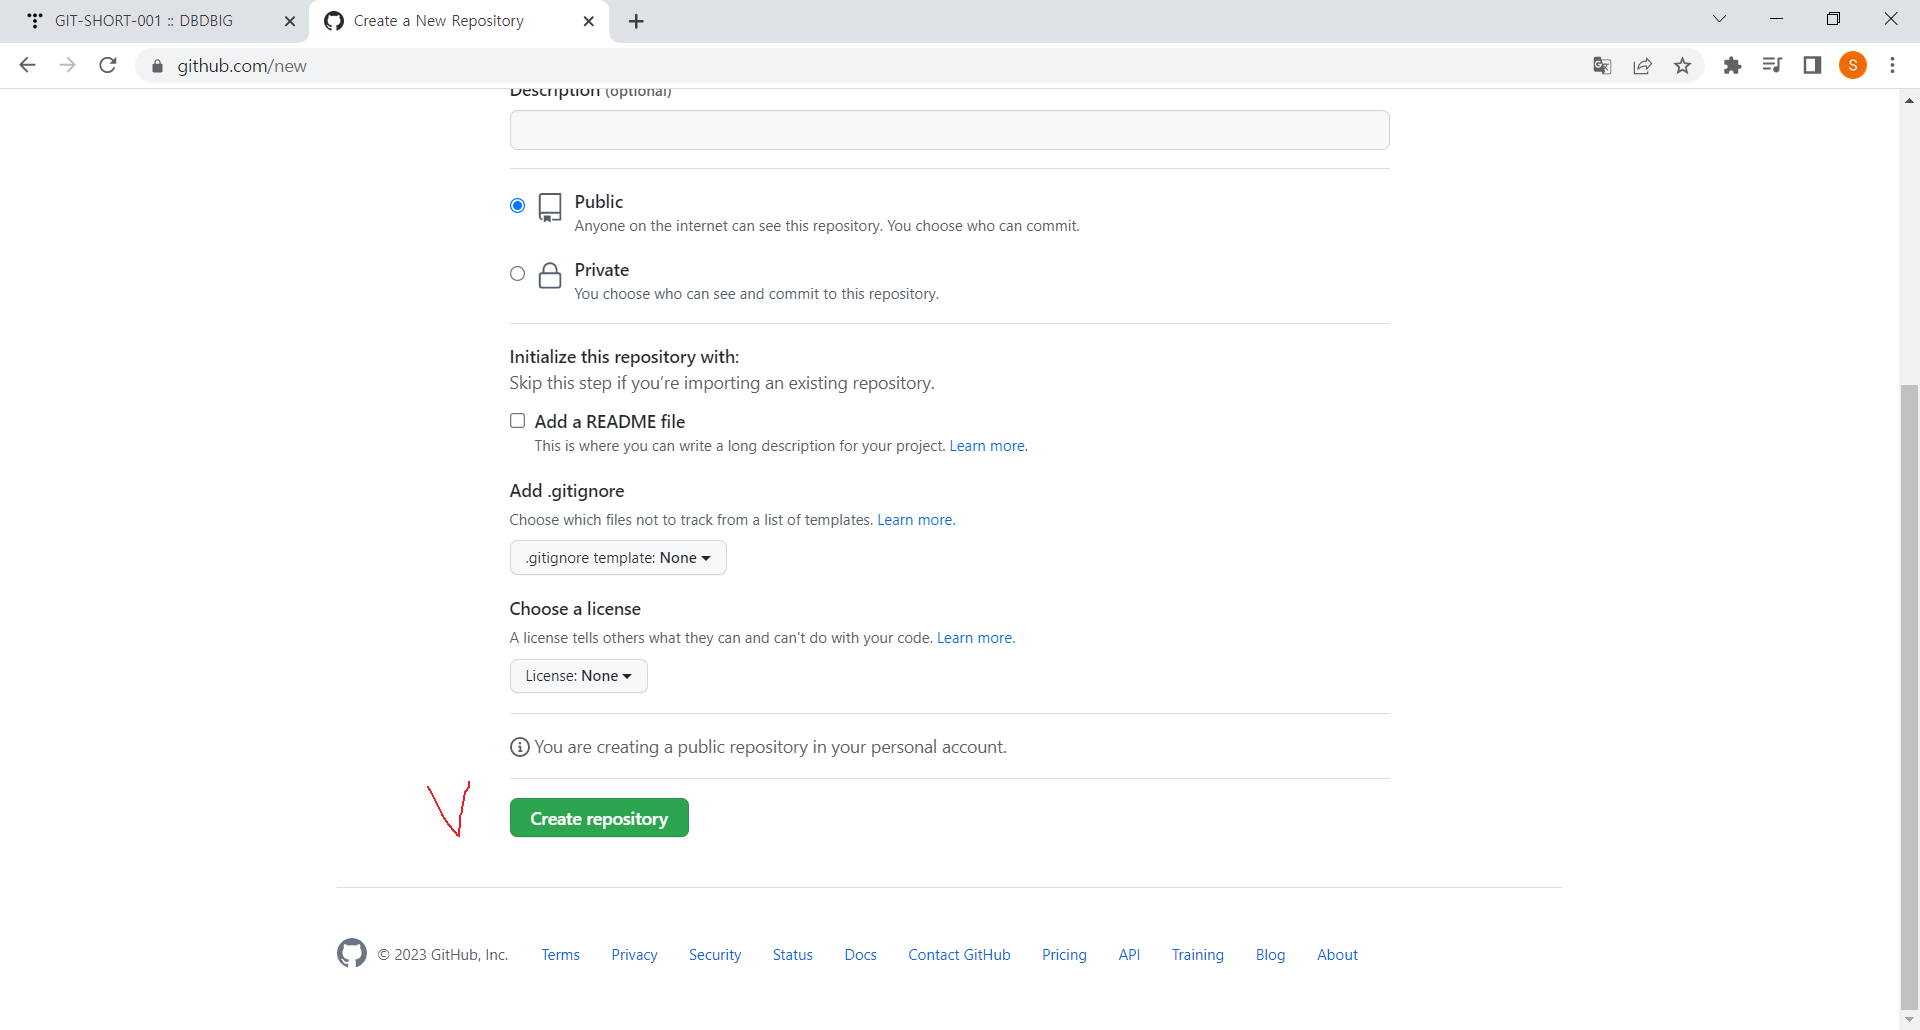 GIT-SHORT-001 :: DBDBIG
Create a New Repository
github.com/new
S
Description (optional)
Public
Anyone on the internet can see this repository. You choose who can commit.
Private
You choose who can see and commit to this repository.
Initialize this repository with:
Skip this step if you're importing an existing repository.
Add a README file
This is where you can write a long description for your project. Learn more.
Add .gitignore
Choose which files not to track from a list of templates. Learn more.
.gitignore template: None
Choose a license
A license tells others what they can and can't do with your code. Learn more.
License: None
You are creating a public repository in your personal account.
Create repository
© 2023 GitHub, Inc. Terms Privacy Security Status Docs Contact GitHub Pricing API Training Blog About